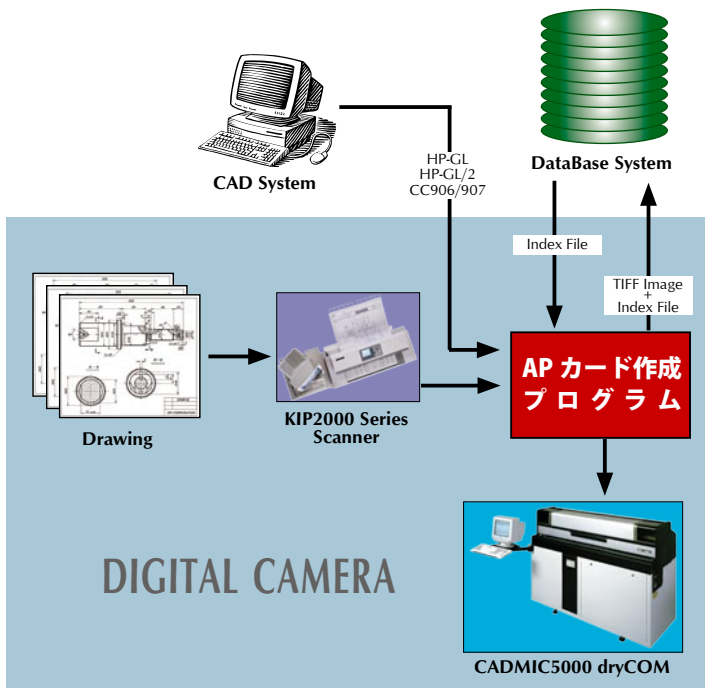 CAD System
DataBase System
HP-GL
HP-GL/2
CC906/907
Index File
TIFF Image
+
Index File
Drawing
KIP2000 Series
Scanner
AP カード作成
プログラム
DIGITAL CAMERA
CADMIC5000 dryCOM